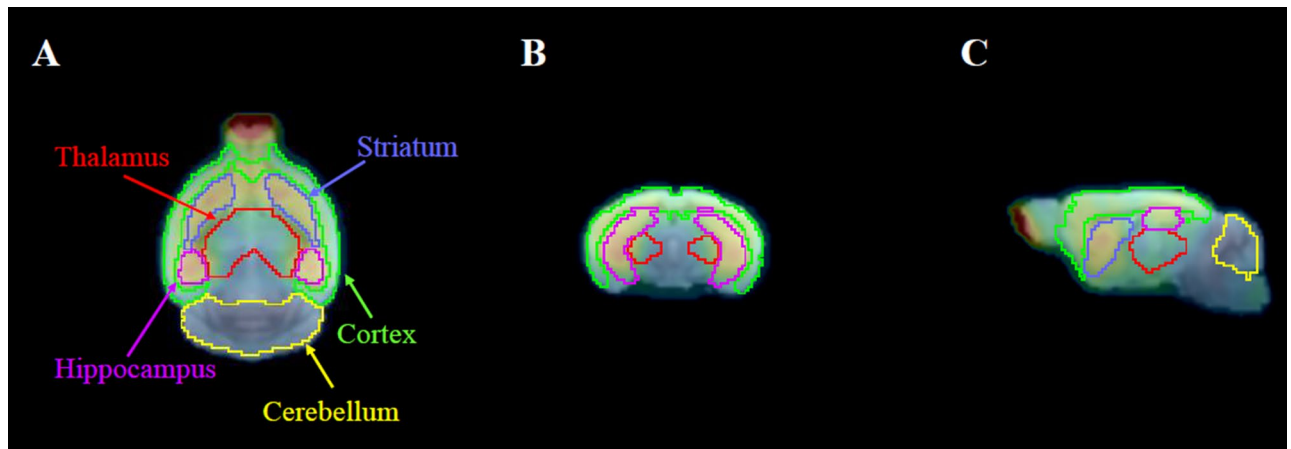 A
B
C
Thalamus
Striatum
Cortex
Hippocampus
Cerebellum